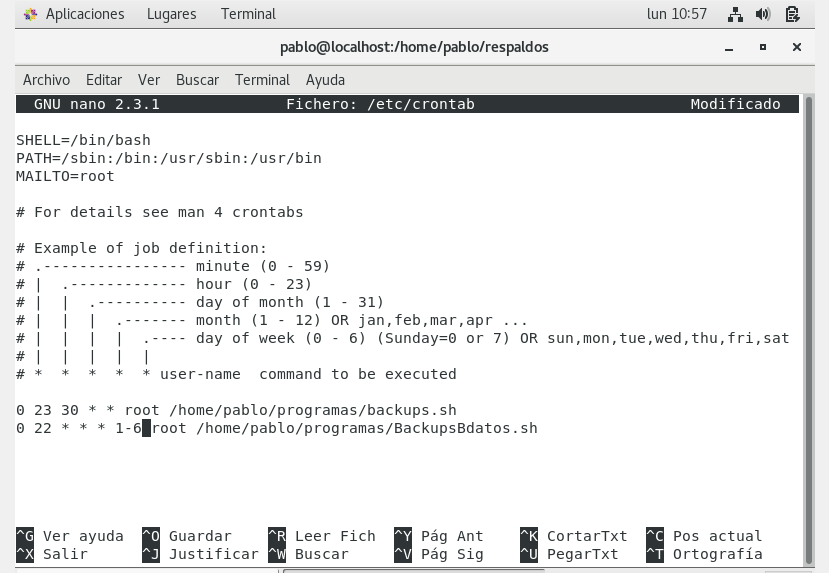 Aplicaciones Lugares Terminal lun 10:57
pablo@localhost:/home/pablo/respaldos
Archivo Editar Ver Buscar Terminal Ayuda
GNU nano 2.3.1 Fichero: /etc/crontab Modificado
SHELL=/bin/bash
PATH=/sbin:/bin:/usr/sbin:/usr/bin
MAILTO=root
# For details see man 4 crontabs
# Example of job definition:
# .---------------- minute (0 - 59)
# | .------------- hour (0 - 23)
# | | .---------- day of month (1 - 31)
# | | | .------- month (1 - 12) OR jan,feb,mar,apr ...
# | | | | .---- day of week (0 - 6) (Sunday=0 or 7) OR sun,mon,tue,wed,thu,fri,sat
# | | | | |
# * * * * * user-name command to be executed
0 23 30 * * root /home/pablo/programas/backups.sh
0 22 * * * 1-6 root /home/pablo/programas/BackupsBdatos.sh
^G Ver ayuda ^O Guardar ^R Leer Fich ^Y Pág Ant ^K CortarTxt ^C Pos actual
^X Salir ^J Justificar ^W Buscar ^V Pág Sig ^U PegarTxt ^T Ortografía